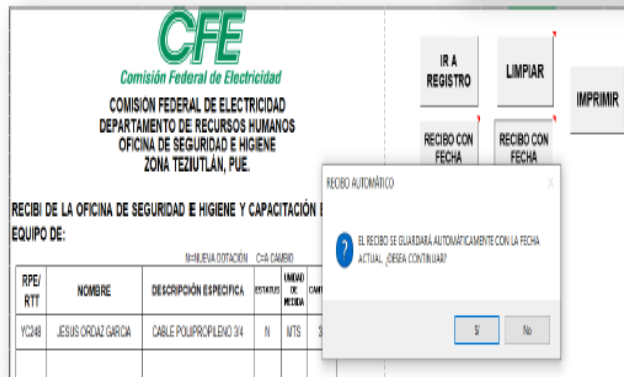 CFE
Comisión Federal de Electricidad
COMISIÓN FEDERAL DE ELECTRICIDAD
DEPARTAMENTO DE RECURSOS HUMANOS
OFICINA DE SEGURIDAD E HIGIENE
ZONA TEZIUTLÁN, PUE.
IR A
REGISTRO
LIMPIAR
IMPRIMIR
RECIBO CON
FECHA
RECIBO CON
FECHA
RECIBI DE LA OFICINA DE SEGURIDAD E HIGIENE Y CAPACITACIÓN
EQUIPO DE:
N=NUEVA DOTACIÓN C=A CAMBIO
RPE/
RTT
NOMBRE
DESCRIPCIÓN ESPECIFICA
ESTATUS
UNIDAD
DE
MEDIDA
YC248 JESUS ORDAZ GARCIA CABLE POLIPROPILENO 3/4 N MTS 3
RECIBO AUTOMÁTICO
EL RECIBO SE GUARDARÁ AUTOMÁTICAMENTE CON LA FECHA
ACTUAL, ¿DESEA CONTINUAR?
Sí
No